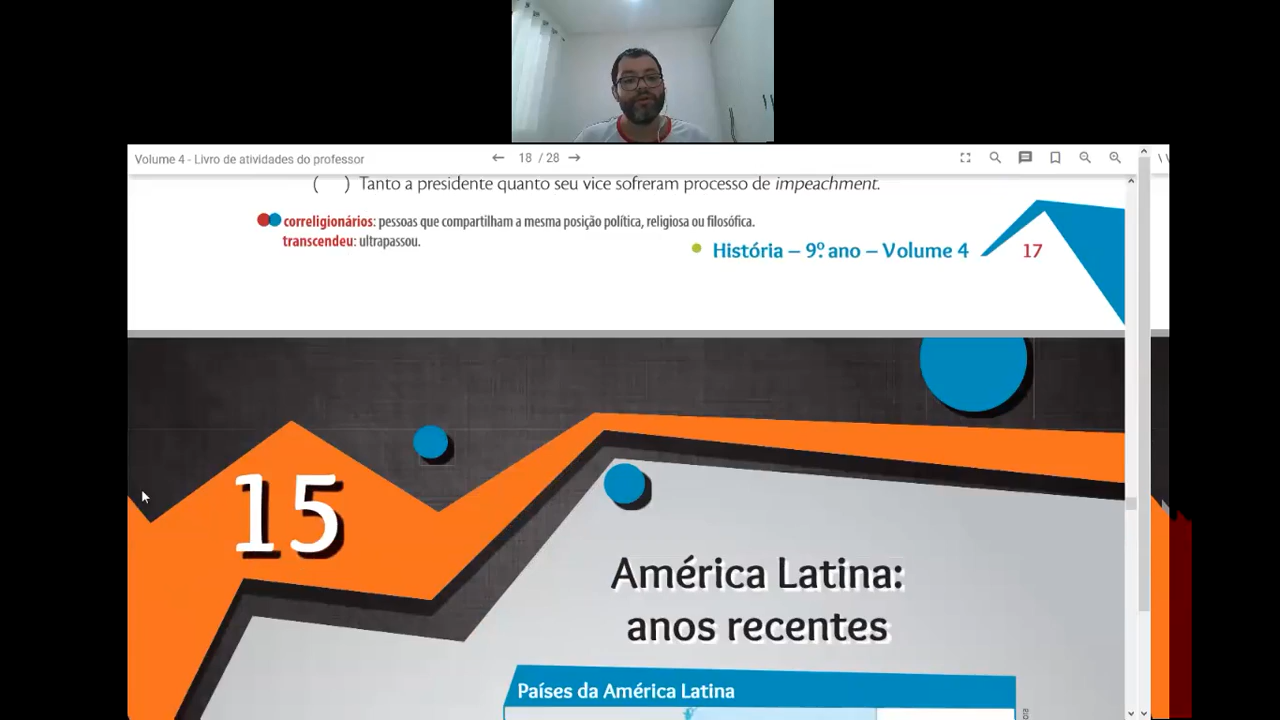 Volume 4 - Livro de atividades do professor
18 / 28
( ) Tanto a presidente quanto seu vice sofreram processo de impeachment.
correligionários: pessoas que compartilham a mesma posição política, religiosa ou filosófica.
transcendeu: ultrapassou.
História – 9º. ano – Volume 4
17
15
América Latina:
anos recentes
Países da América Latina